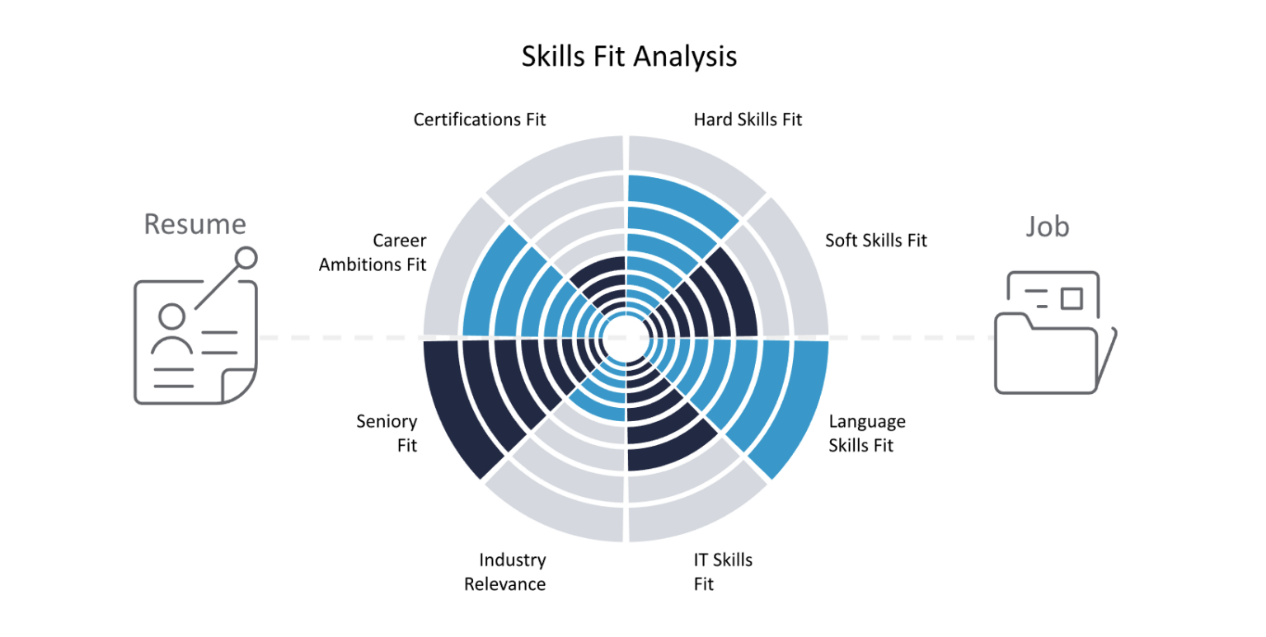 Skills Fit Analysis
Certifications Fit
Hard Skills Fit
Resume
Career
Ambitions Fit
Soft Skills Fit
Job
Seniory
Fit
Language
Skills Fit
Industry
Relevance
IT Skills
Fit